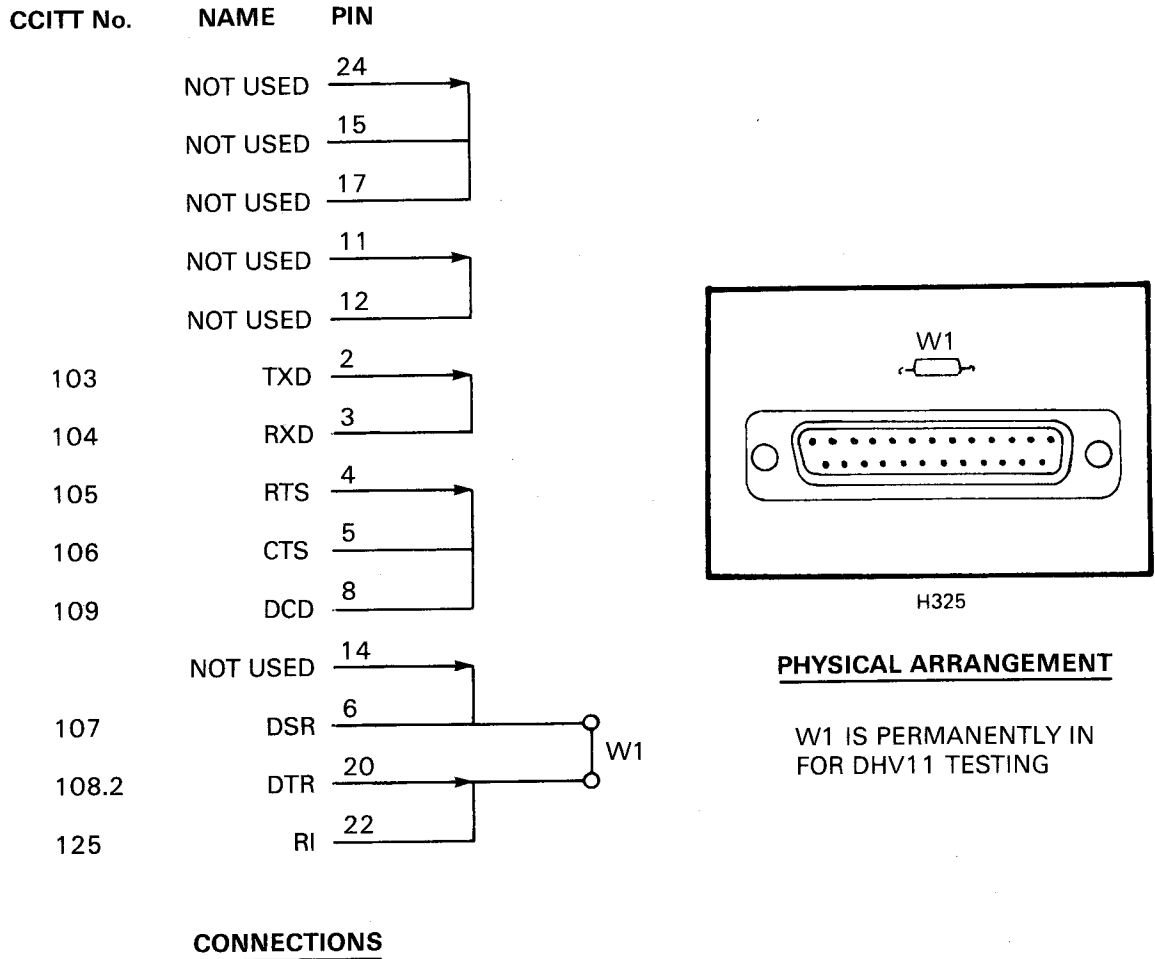 CCITT No. NAME PIN
NOT USED 24
NOT USED 15
NOT USED 17
NOT USED 11
NOT USED 12
103 TXD 2
104 RXD 3
105 RTS 4
106 CTS 5
109 DCD 8
NOT USED 14
107 DSR 6
W1
108.2 DTR 20
125 RI 22
CONNECTIONS
W1
H325
PHYSICAL ARRANGEMENT
W1 IS PERMANENTLY IN
FOR DHV11 TESTING